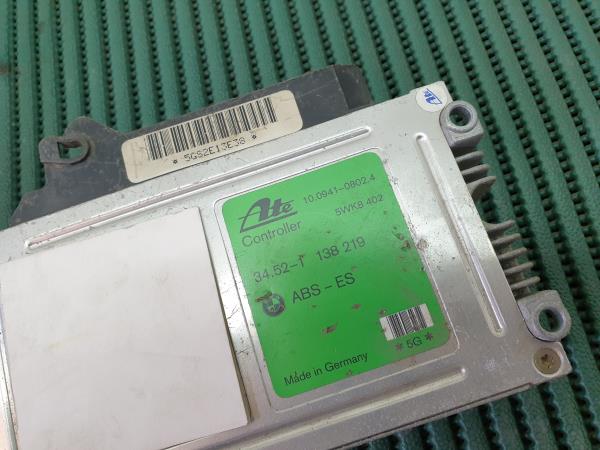 Ate
* 5GS2E13E38 *
Ate 10.0941-0802.4
Controller 5WK8 402
34.52-1 138 219
ABS-ES
* 5G *
Made in Germany